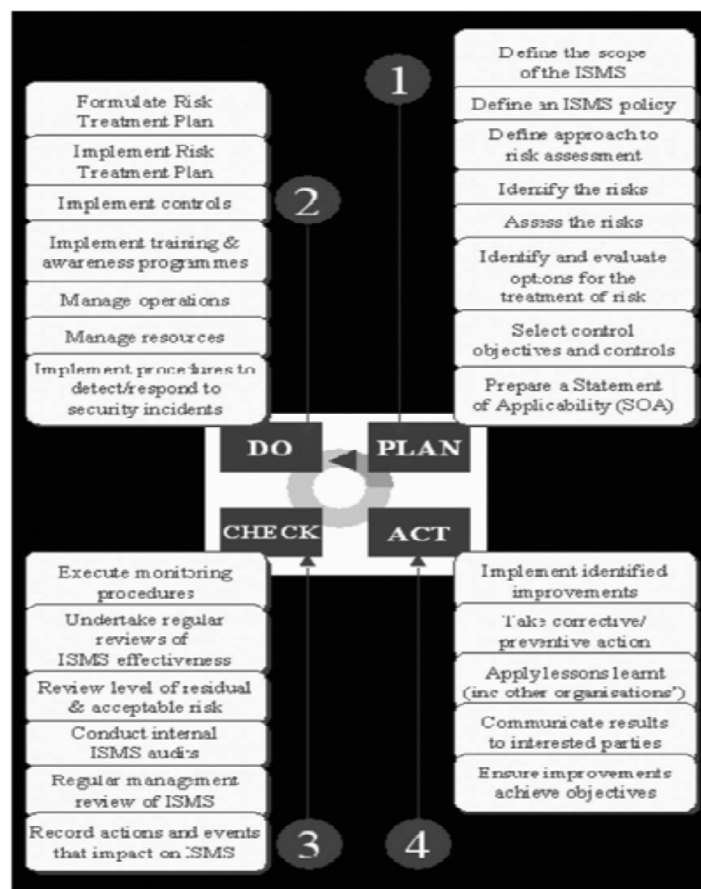 1
Define the scope
of the ISMS
Define an ISMS policy
Define approach to
risk assessment
Identify the risks
Assess the risks
Identify and evaluate
options for the
treatment of risk
Select control
objectives and controls
Prepare a Statement
of Applicability (SOA)
2
Formulate Risk
Treatment Plan
Implement Risk
Treatment Plan
Implement controls
Implement training &
awareness programmes
Manage operations
Manage resources
Implement procedures to
detect/respond to
security incidents
DO
PLAN
CHECK
ACT
Execute monitoring
procedures
Undertake regular
reviews of
ISMS effectiveness
Review level of residual
& acceptable risk
Conduct internal
ISMS audits
Regular management
review of ISMS
Record actions and events
that impact on ISMS
3
Implement identified
improvements
Take corrective/
preventive action
Apply lessons learnt
(inc other organisations')
Communicate results
to interested parties
Ensure improvements
achieve objectives
4